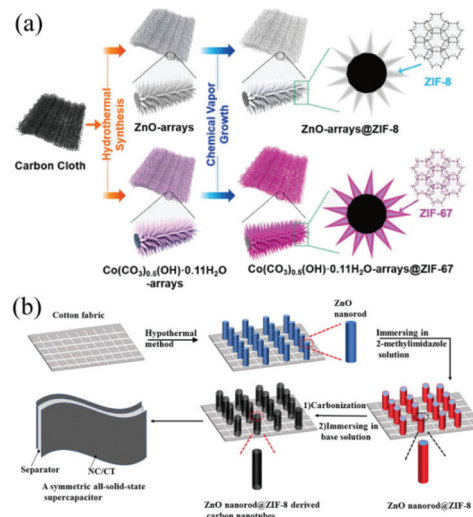 (a)
Carbon Cloth
Hydrothermal
Synthesis
ZnO-arrays
Chemical Vapor
Growth
ZnO-arrays@ZIF-8
ZIF-8
Co(CO₃)₀.₅(OH)·0.11H₂O
-arrays
Co(CO₃)₀.₅(OH)·0.11H₂O-arrays@ZIF-67
ZIF-67
(b)
Cotton fabric
Hypothermal
method
ZnO
nanorod
Immersing in
2-methylimidazole
solution
ZnO nanorod@ZIF-8
1)Carbonization
2)Immersing in
base solution
ZnO nanorod@ZIF-8 derived
carbon nanotubes
Separator
NC/CT
A symmetric all-solid-state
supercapacitor